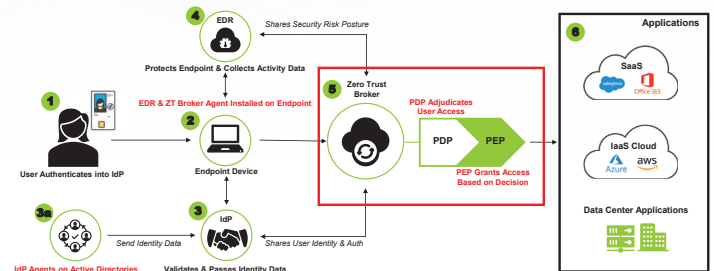 4
EDR
Shares Security Risk Posture
Protects Endpoint & Collects Activity Data
EDR & ZT Broker Agent Installed on Endpoint
1
User Authenticates into IdP
2
Endpoint Device
3a
IdP Agents on Active Directories
Send Identity Data
3
IdP
Validates & Passes Identity Data
Shares User Identity & Auth
5
Zero Trust
Broker
PDP Adjudicates
User Access
PDP
PEP
PEP Grants Access
Based on Decision
6
Applications
SaaS
salesforce
Office 365
IaaS Cloud
Azure
aws
Data Center Applications